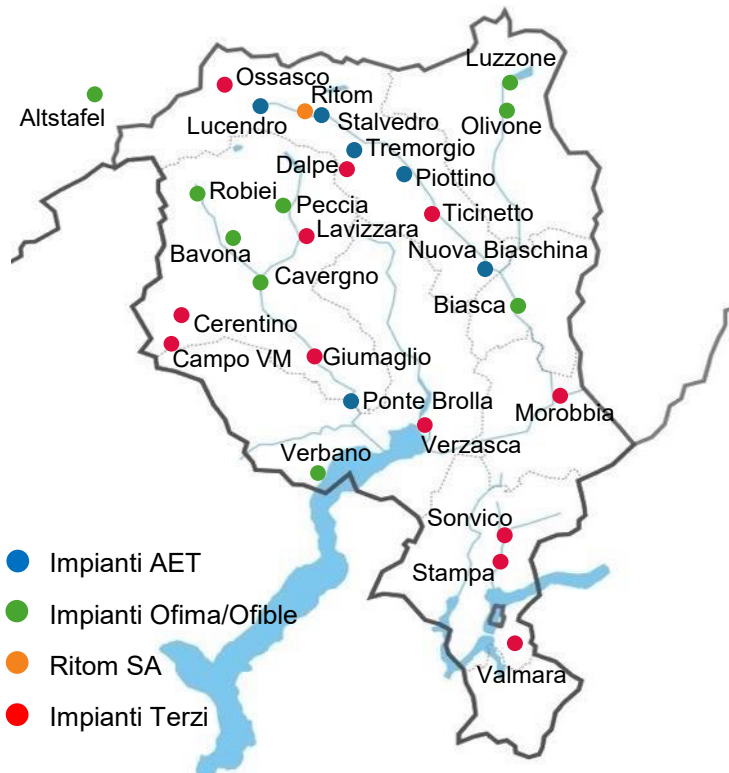 Luzzone
Ossasco
Ritom
Altstafel
Lucendro
Stalvedro
Olivone
Tremorgio
Dalpe
Piottino
Robiei
Peccia
Ticinetto
Lavizzara
Bavona
Nuova Biaschina
Cavergno
Biasca
Cerentino
Campo VM
Giumaglio
Ponte Brolla
Morobbia
Verzasca
Verbano
Sonvico
Stampa
Valmara
Impianti AET
Impianti Ofima/Ofible
Ritom SA
Impianti Terzi